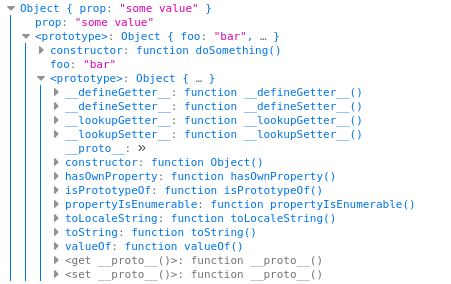 Object { prop: "some value" }
prop: "some value"
<prototype>: Object { foo: "bar", … }
constructor: function doSomething()
foo: "bar"
<prototype>: Object { … }
__defineGetter__: function __defineGetter__()
__defineSetter__: function __defineSetter__()
__lookupGetter__: function __lookupGetter__()
__lookupSetter__: function __lookupSetter__()
__proto__: »
constructor: function Object()
hasOwnProperty: function hasOwnProperty()
isPrototypeOf: function isPrototypeOf()
propertyIsEnumerable: function propertyIsEnumerable()
toLocaleString: function toLocaleString()
toString: function toString()
valueOf: function valueOf()
<get __proto__()>: function __proto__()
<set __proto__()>: function __proto__()